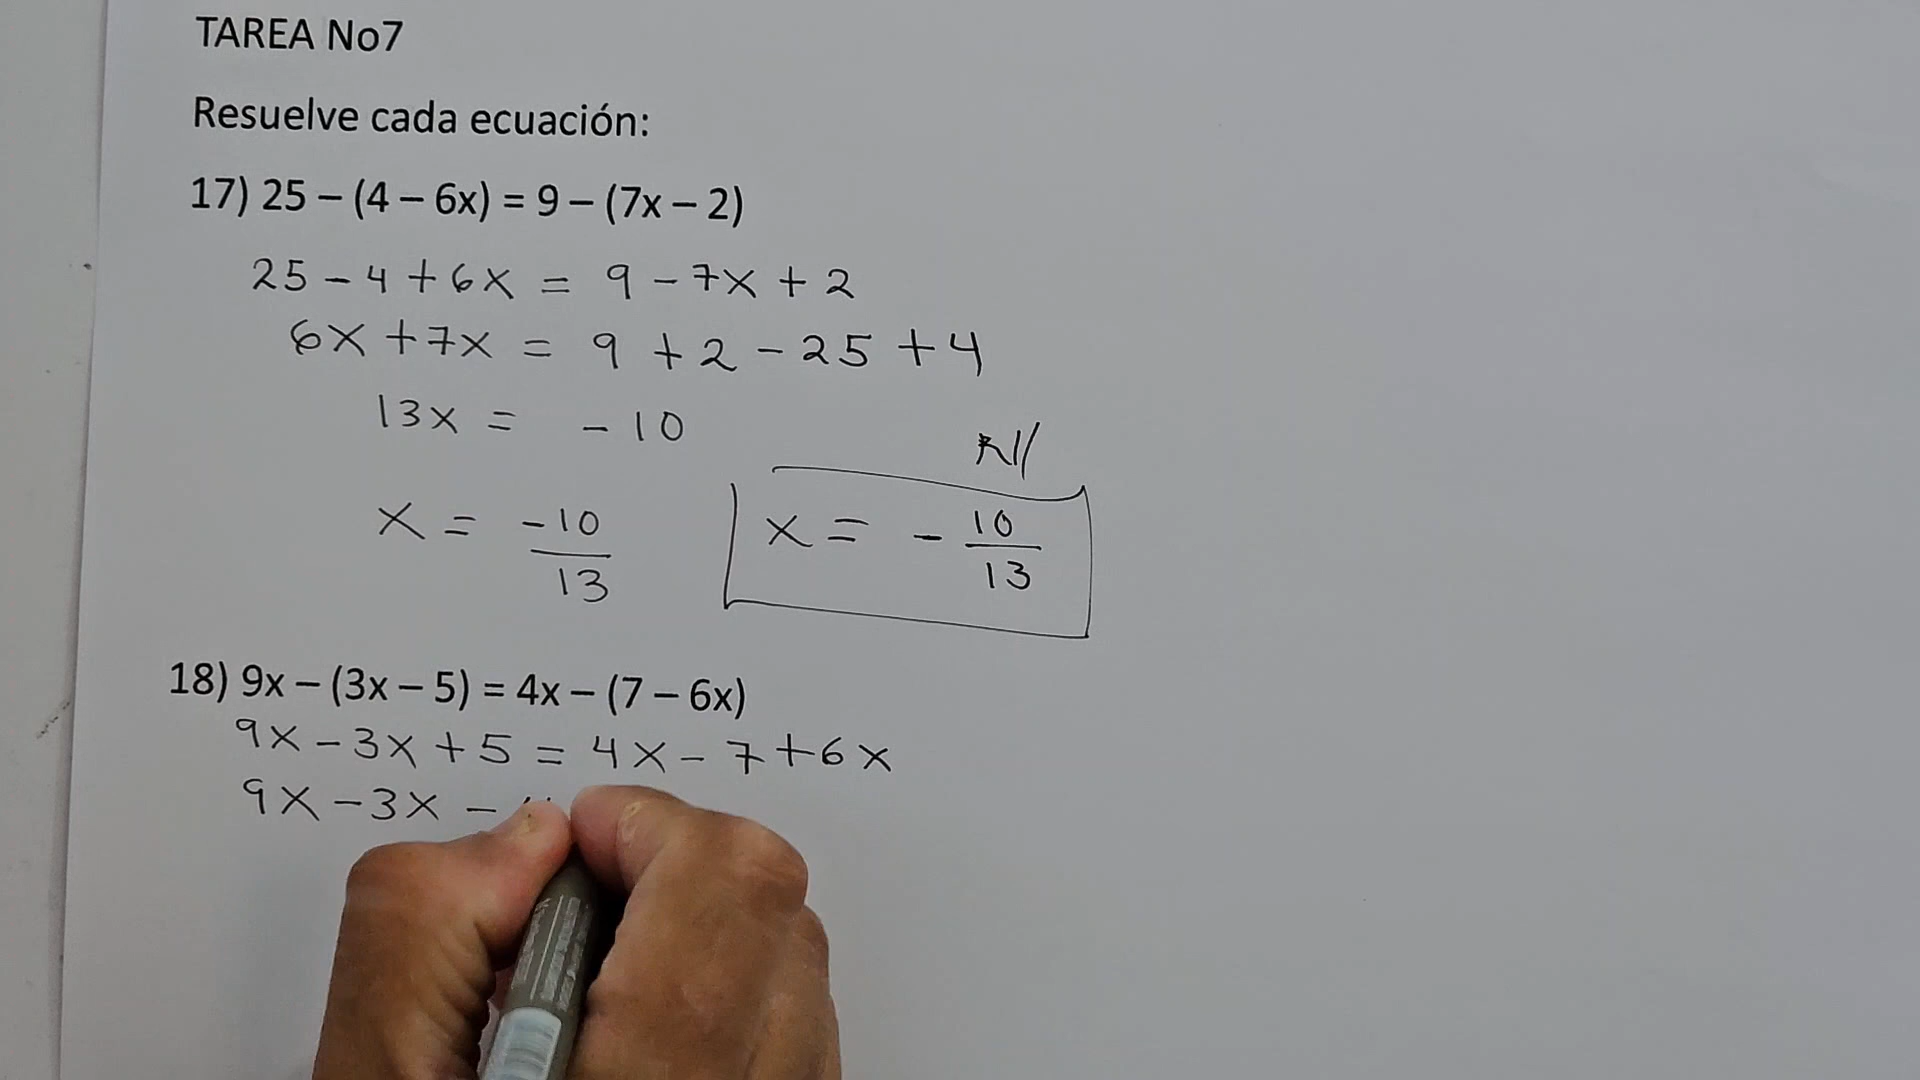 TAREA No7
Resuelve cada ecuación:
17) 25 – (4 – 6x) = 9 – (7x – 2)
25 - 4 + 6x = 9 - 7x + 2
6x + 7x = 9 + 2 - 25 + 4
13x = - 10
R//
x = -10/13
x = - 10/13
18) 9x – (3x – 5) = 4x – (7 – 6x)
9x - 3x + 5 = 4x - 7 + 6x
9x - 3x -